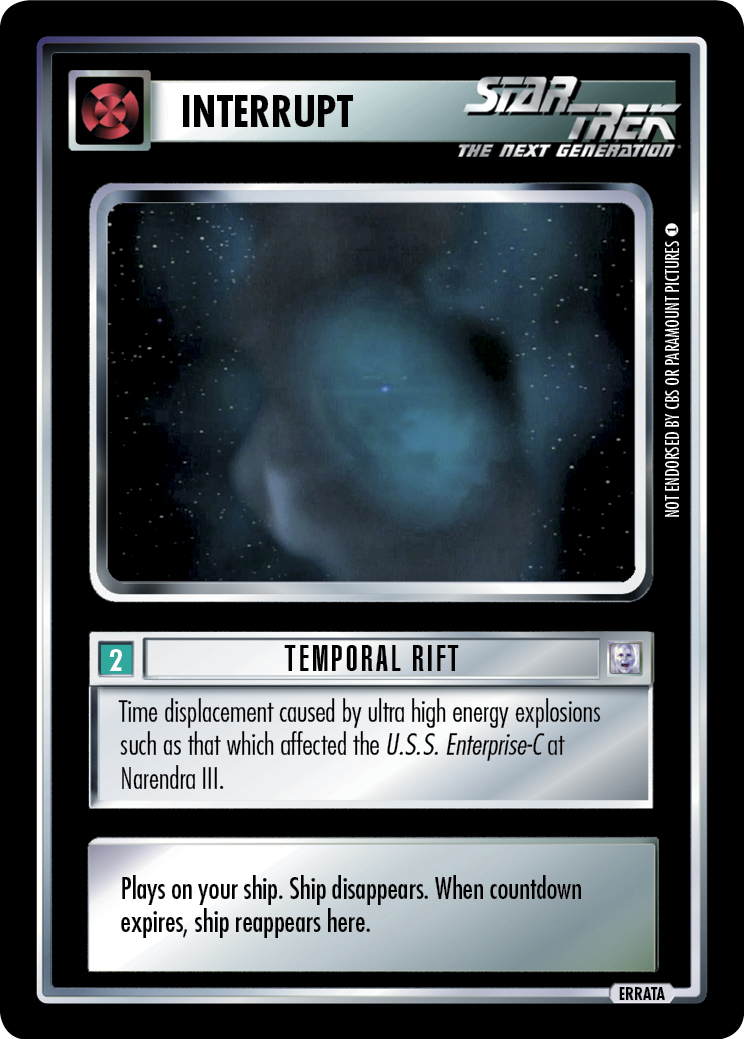 INTERRUPT
STAR TREK
THE NEXT GENERATION
NOT ENDORSED BY CBS OR PARAMOUNT PICTURES 1
2
TEMPORAL RIFT
Time displacement caused by ultra high energy explosions
such as that which affected the U.S.S. Enterprise-C at
Narendra III.
Plays on your ship. Ship disappears. When countdown
expires, ship reappears here.
ERRATA